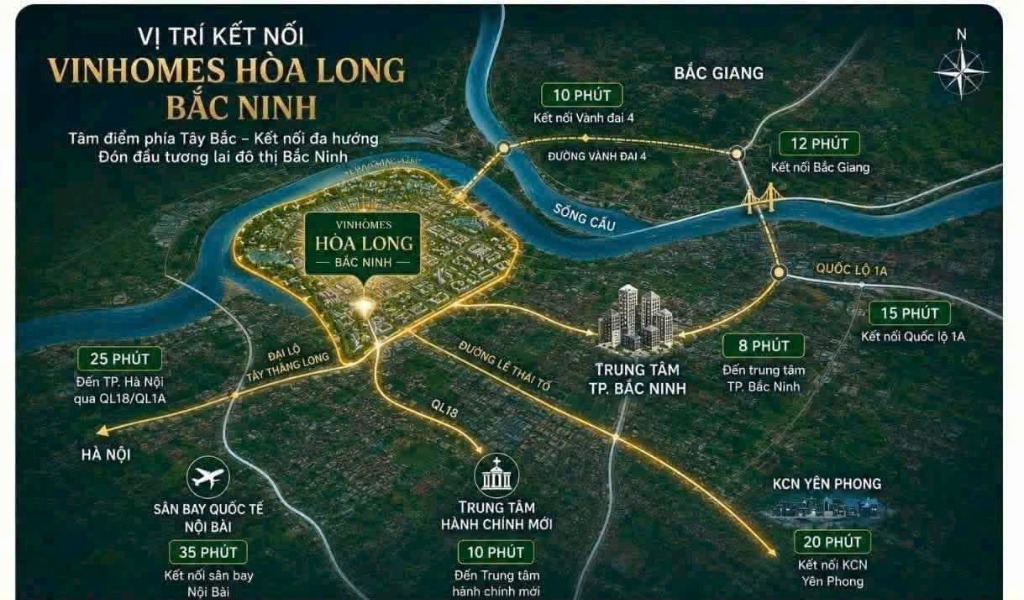 VỊ TRÍ KẾT NỐI
VINHOMES HÒA LONG
BẮC NINH
Tâm điểm phía Tây Bắc – Kết nối đa hướng
Đón đầu tương lai đô thị Bắc Ninh
N
BẮC GIANG
10 PHÚT
Kết nối Vành đai 4
ĐƯỜNG VÀNH ĐAI 4
12 PHÚT
Kết nối Bắc Giang
SÔNG CẦU
VINHOMES
HÒA LONG
BẮC NINH
QUỐC LỘ 1A
15 PHÚT
Kết nối Quốc lộ 1A
25 PHÚT
Đến TP. Hà Nội
qua QL18/QL1A
HÀ NỘI
ĐẠI LỘ
TÂY THĂNG LONG
ĐƯỜNG LÊ THÁI TỔ
QL18
TRUNG TÂM
TP. BẮC NINH
8 PHÚT
Đến trung tâm
TP. Bắc Ninh
SÂN BAY QUỐC TẾ
NỘI BÀI
35 PHÚT
Kết nối sân bay
Nội Bài
TRUNG TÂM
HÀNH CHÍNH MỚI
10 PHÚT
Đến Trung tâm
hành chính mới
KCN YÊN PHONG
20 PHÚT
Kết nối KCN
Yên Phong